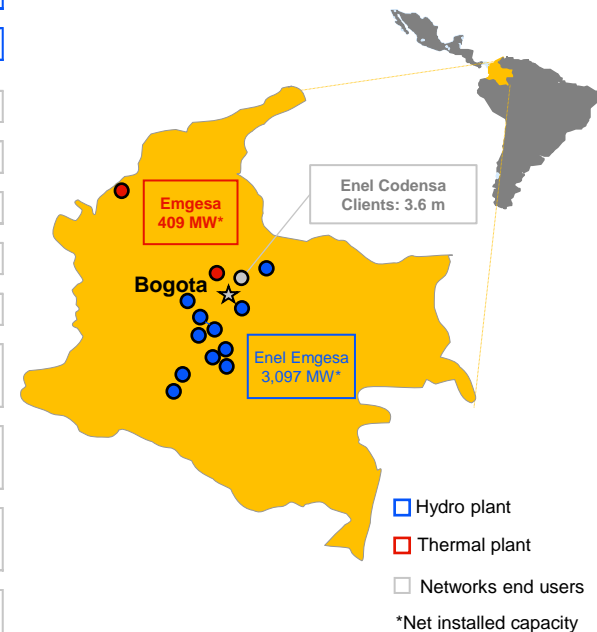 Emgesa
409 MW*
Enel Codensa
Clients: 3.6 m
Bogota
Enel Emgesa
3,097 MW*
Hydro plant
Thermal plant
Networks end users
*Net installed capacity